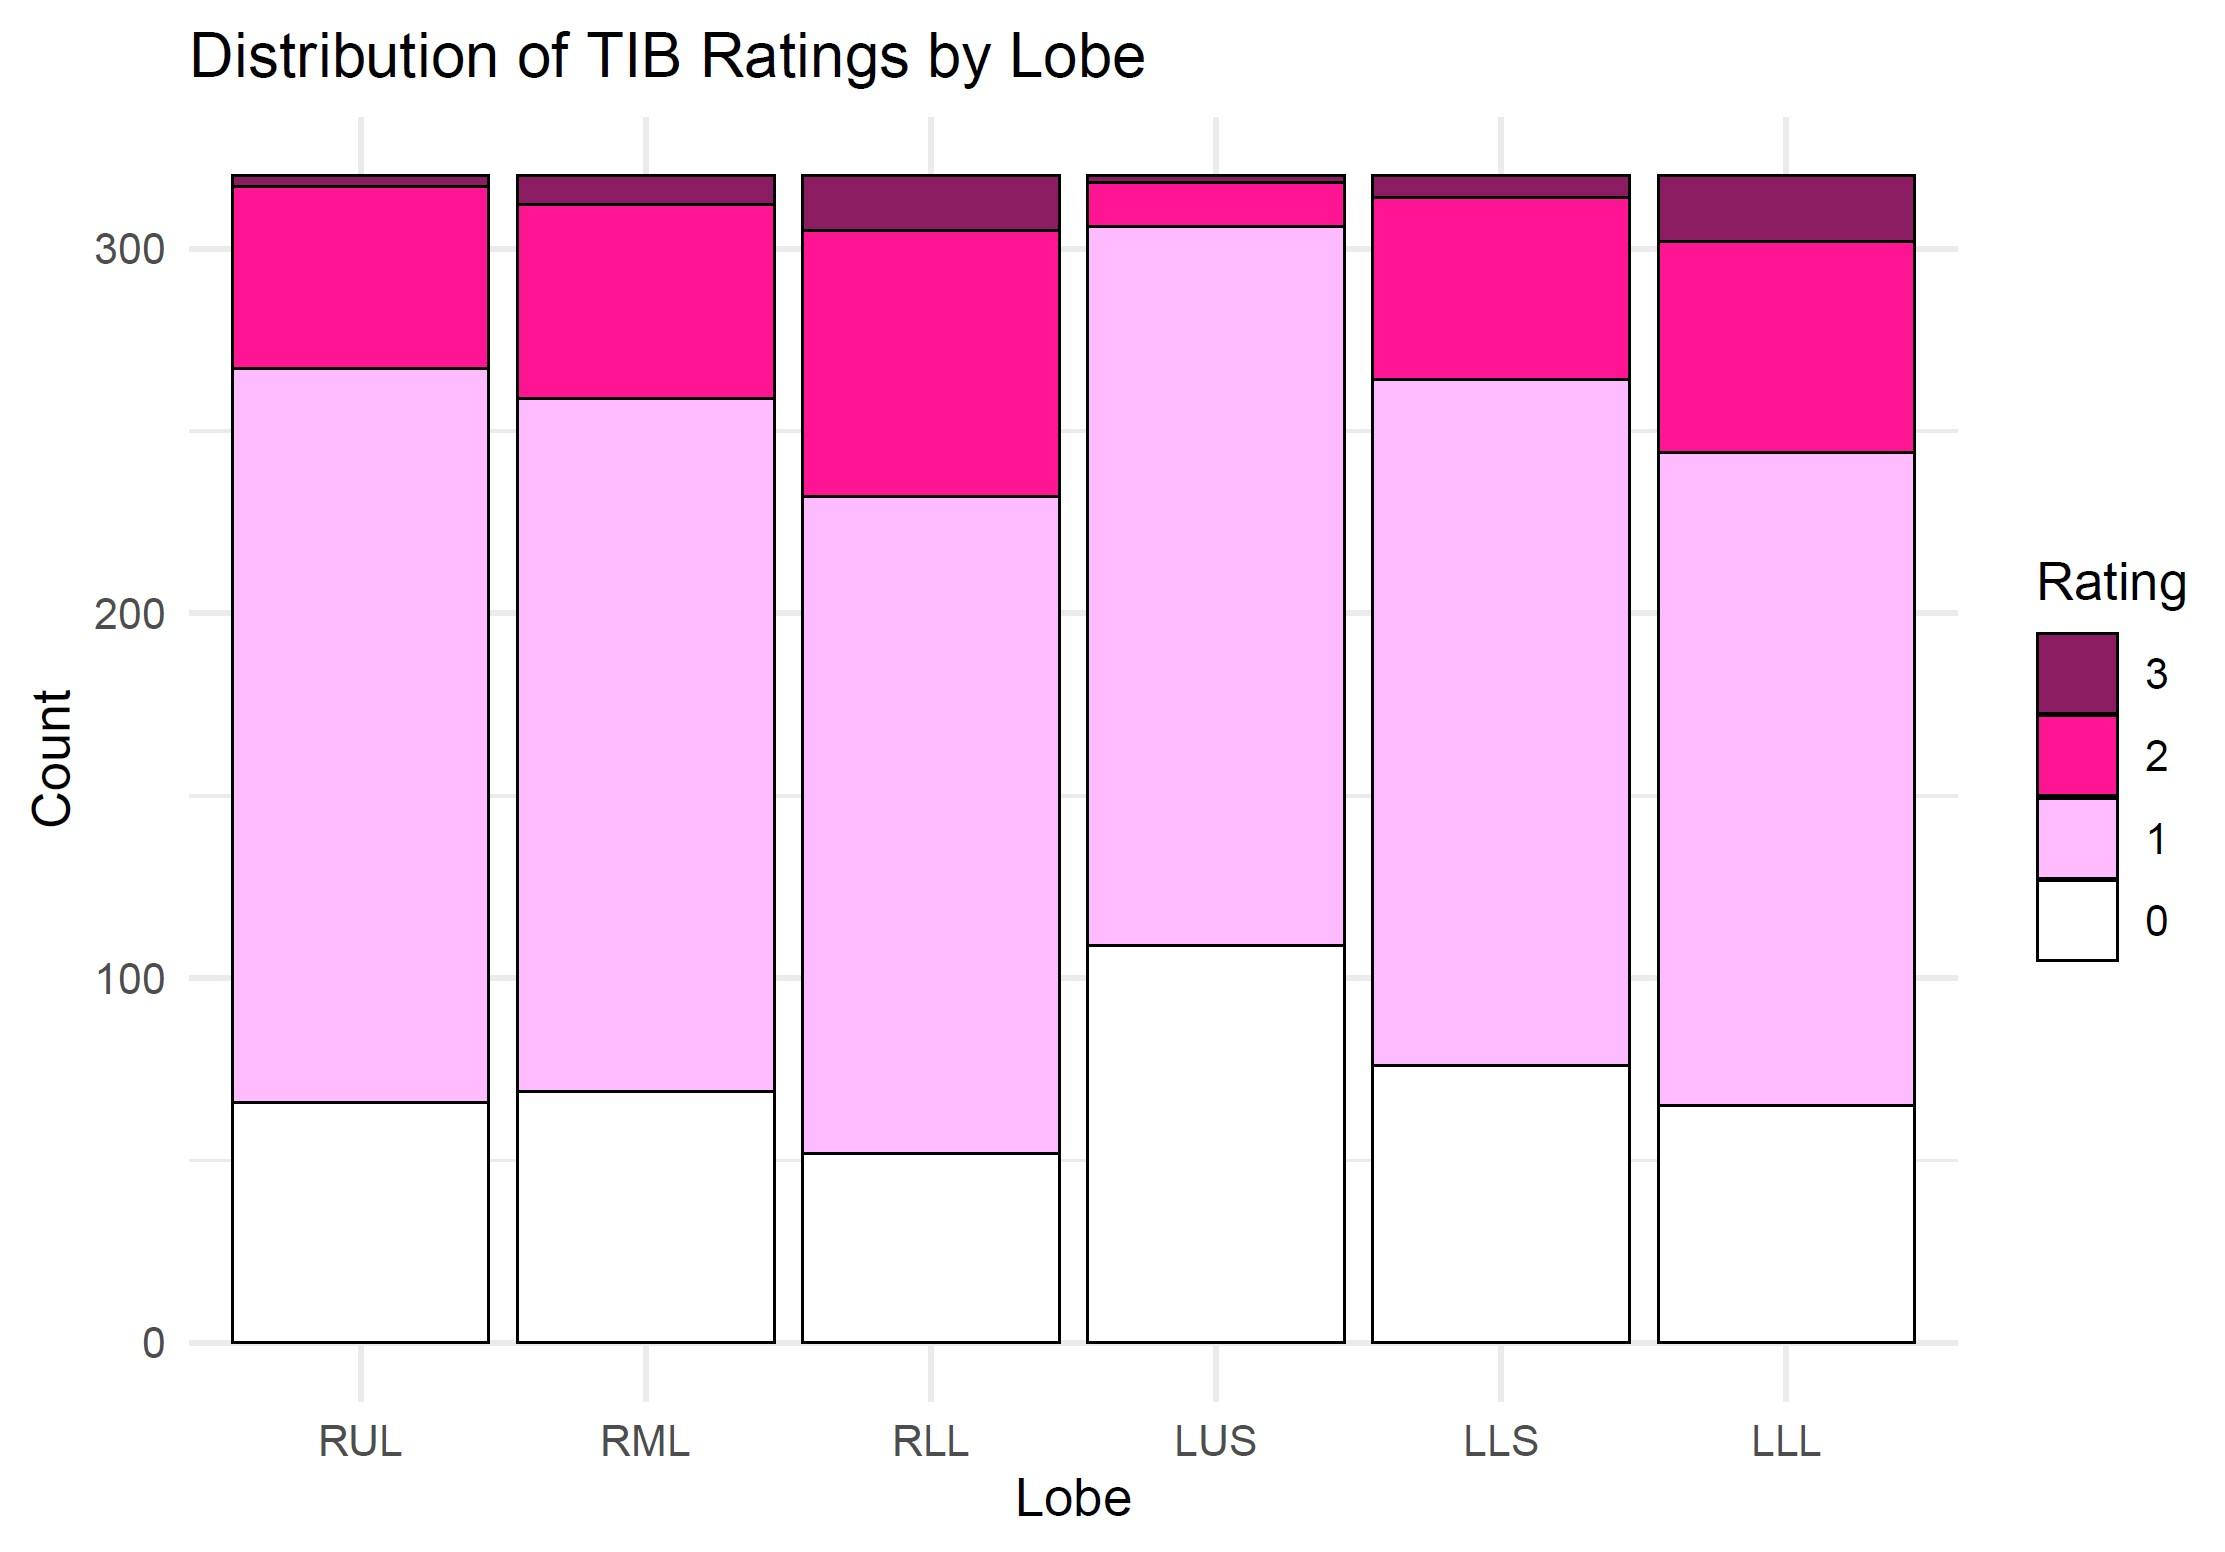 Distribution of TIB Ratings by Lobe
300
200
100
0
Count
RUL RML RLL LUS LLS LLL
Lobe
Rating
3
2
1
0